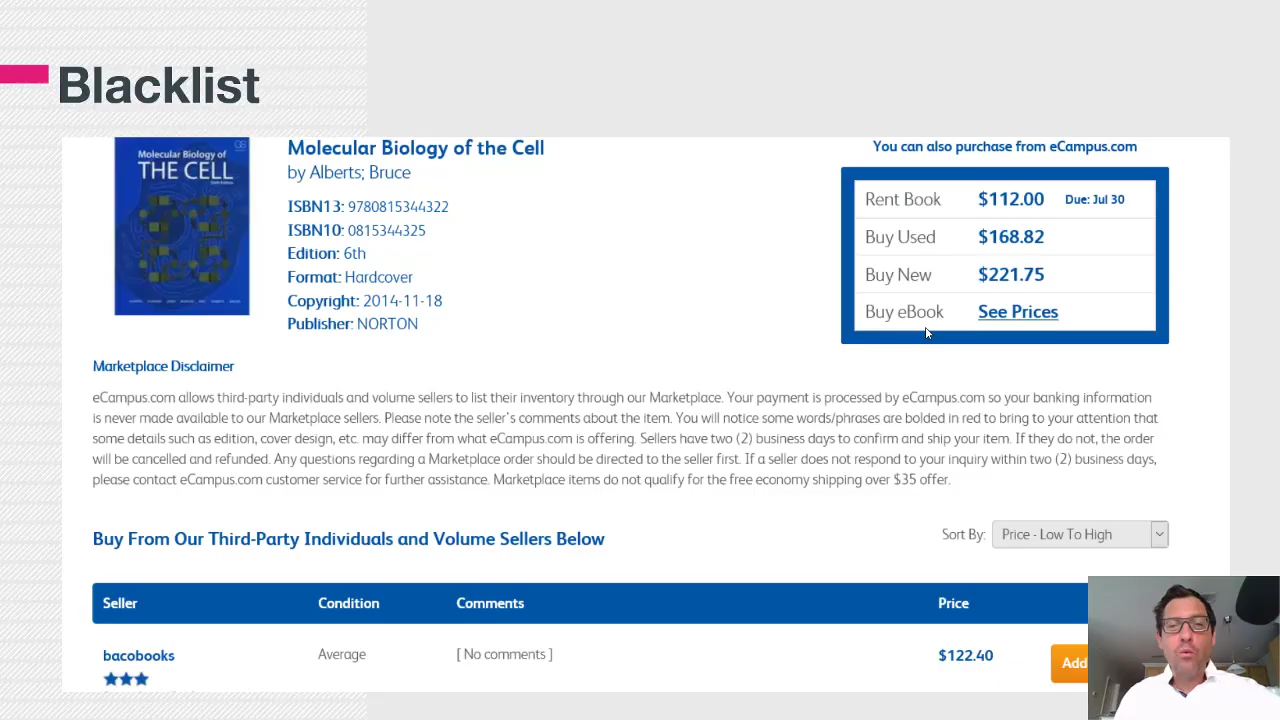 Blacklist
Molecular Biology of
THE CELL
Molecular Biology of the Cell
by Alberts; Bruce
ISBN13: 9780815344322
ISBN10: 0815344325
Edition: 6th
Format: Hardcover
Copyright: 2014-11-18
Publisher: NORTON
You can also purchase from eCampus.com
Rent Book $112.00 Due: Jul 30
Buy Used $168.82
Buy New $221.75
Buy eBook See Prices
Marketplace Disclaimer
eCampus.com allows third-party individuals and volume sellers to list their inventory through our Marketplace. Your payment is processed by eCampus.com so your banking information
is never made available to our Marketplace sellers. Please note the seller's comments about the item. You will notice some words/phrases are bolded in red to bring to your attention that
some details such as edition, cover design, etc. may differ from what eCampus.com is offering. Sellers have two (2) business days to confirm and ship your item. If they do not, the order
will be cancelled and refunded. Any questions regarding a Marketplace order should be directed to the seller first. If a seller does not respond to your inquiry within two (2) business days,
please contact eCampus.com customer service for further assistance. Marketplace items do not qualify for the free economy shipping over $35 offer.
Buy From Our Third-Party Individuals and Volume Sellers Below
Sort By: Price - Low To High
Seller Condition Comments Price
bacobooks Average [ No comments ] $122.40 Add